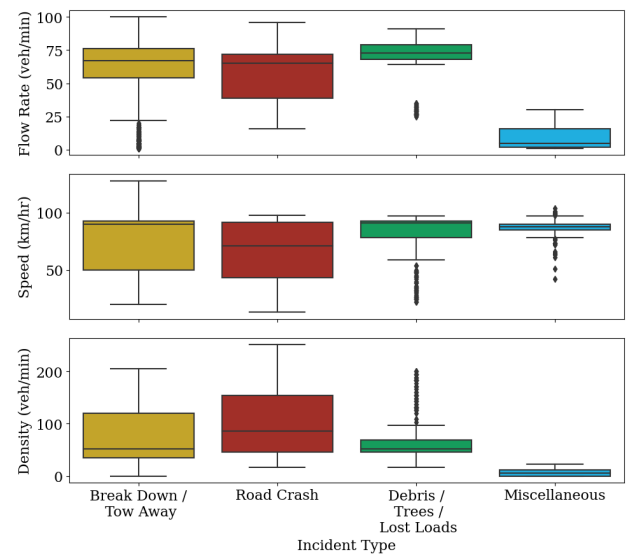 Flow Rate (veh/min)
100
75
50
25
0
Speed (km/hr)
100
50
Density (veh/min)
200
100
0
Break Down /
Tow Away
Road Crash
Debris /
Trees /
Lost Loads
Miscellaneous
Incident Type